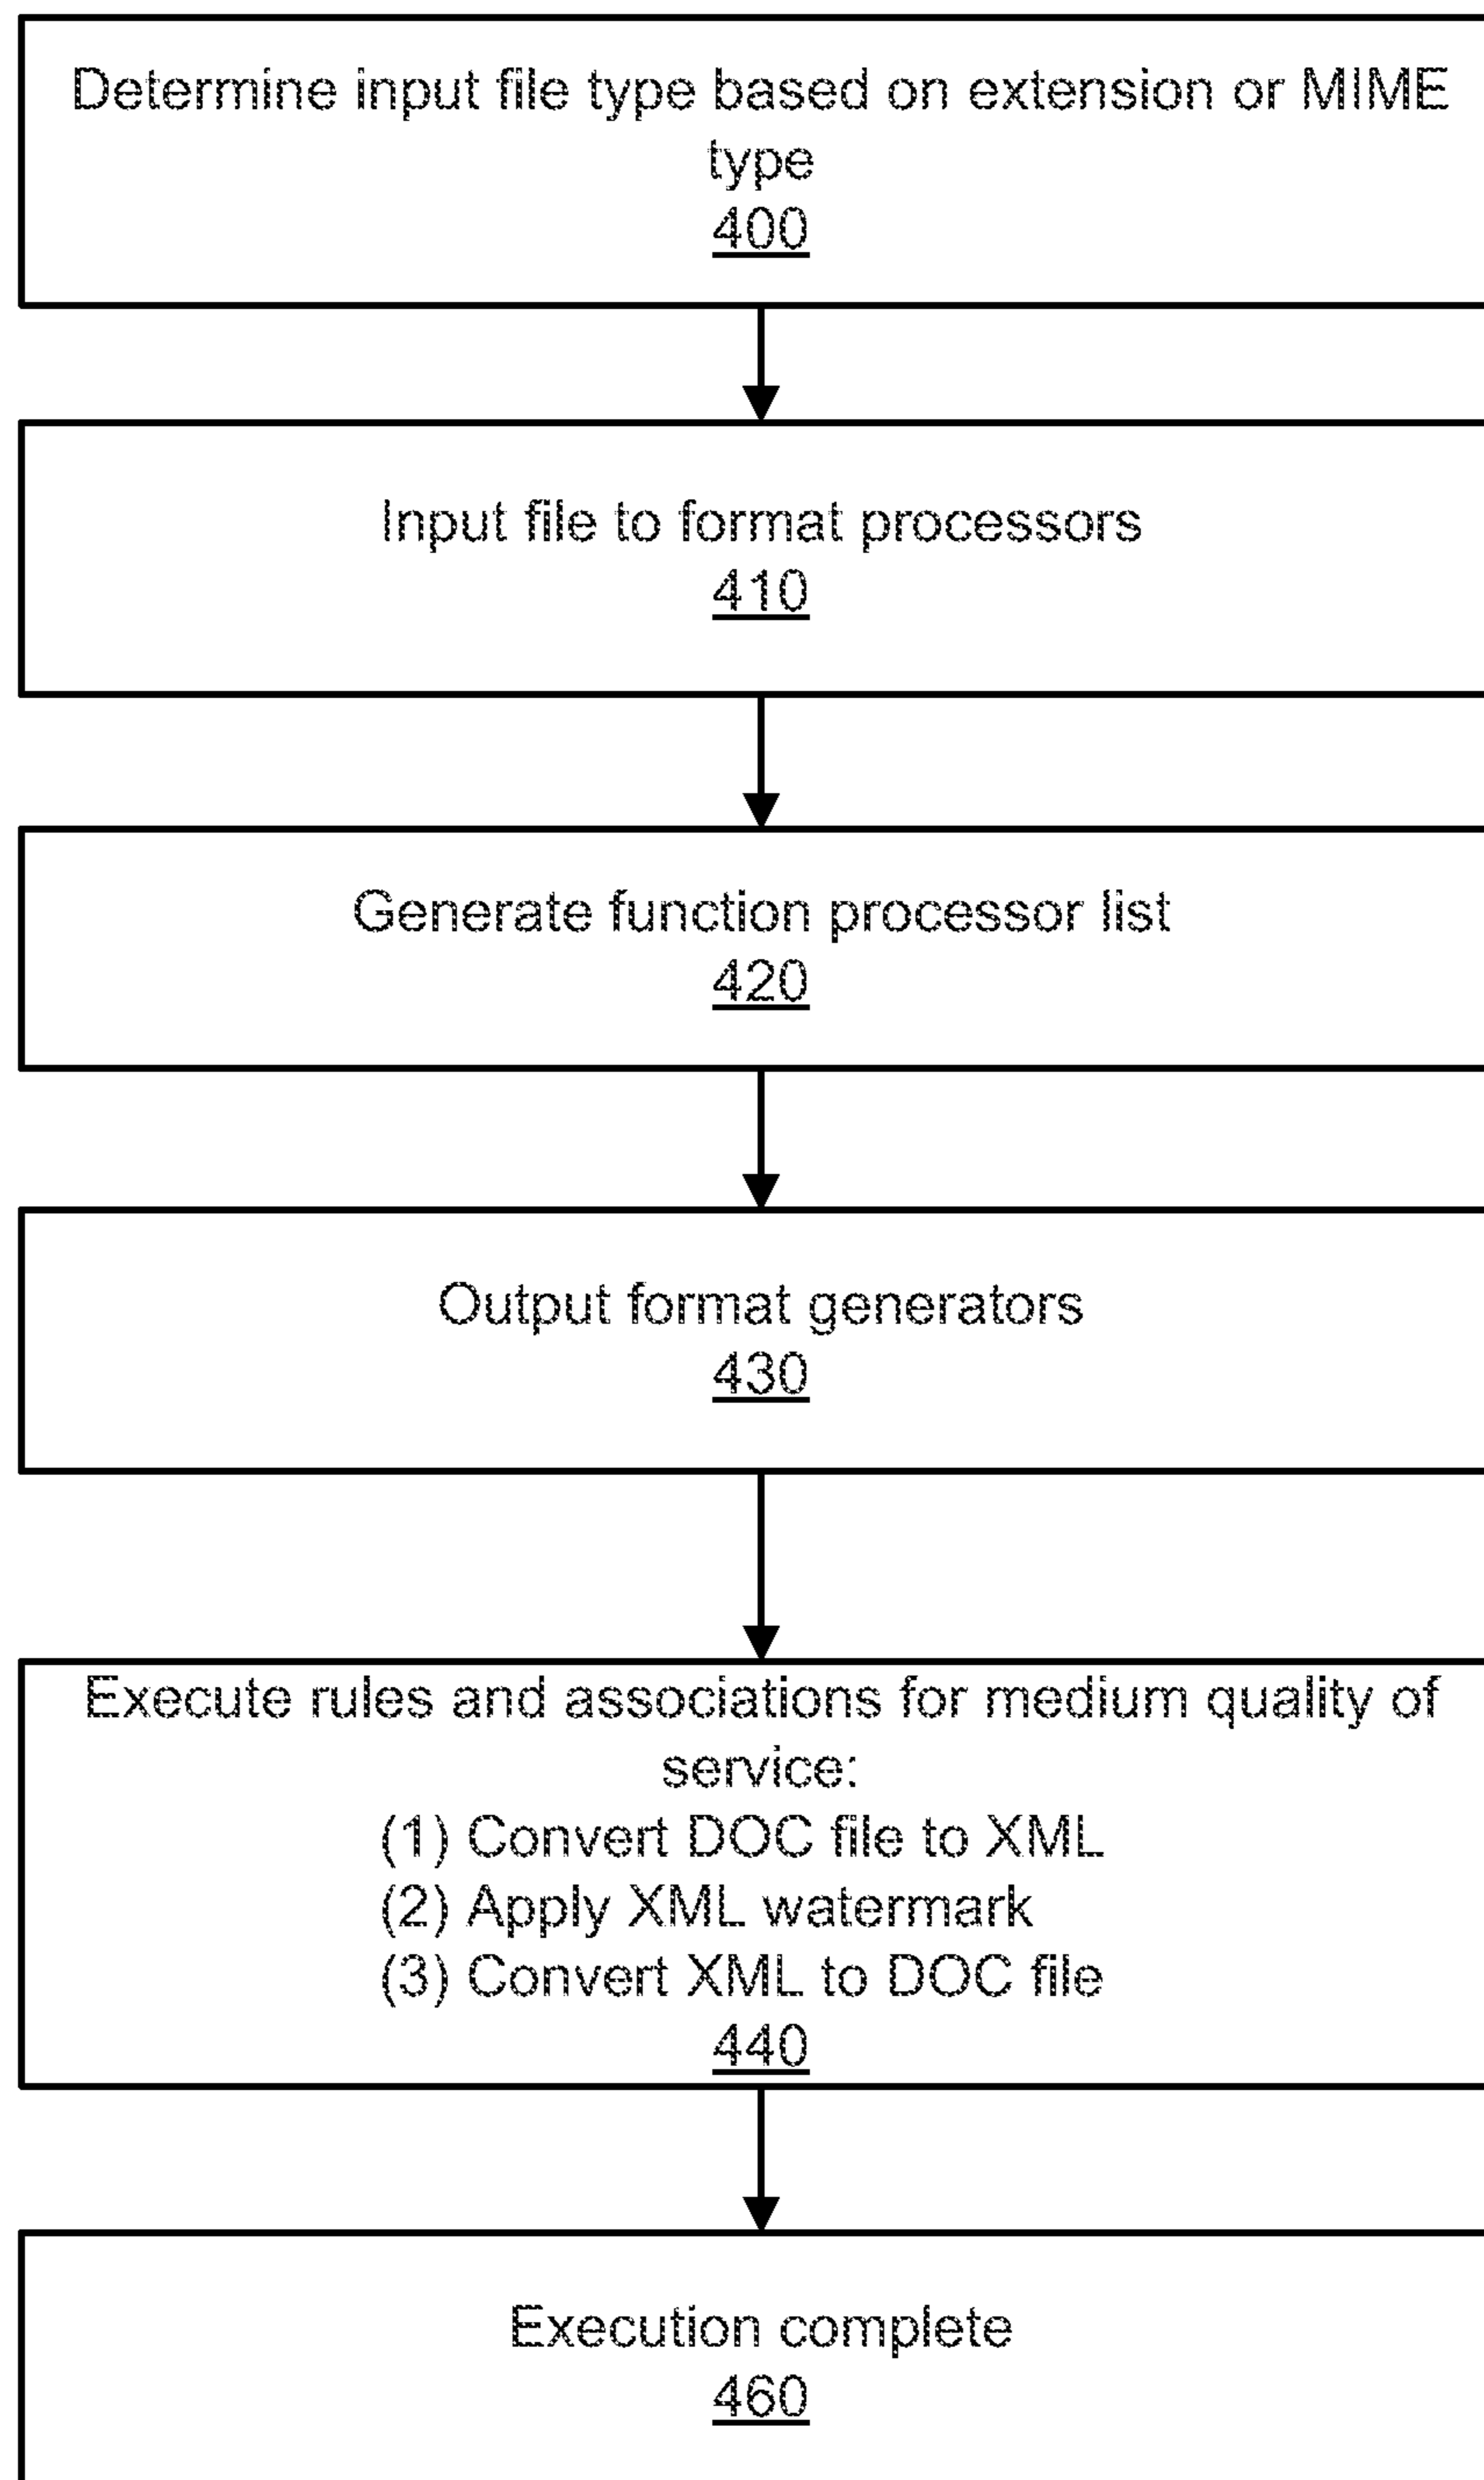 Determine input file type based on extension or MIME
type
400
Input file to format processors
410
Generate function processor list
420
Output format generators
430
Execute rules and associations for medium quality of
service:
(1) Convert DOC file to XML
(2) Apply XML watermark
(3) Convert XML to DOC file
440
Execution complete
460